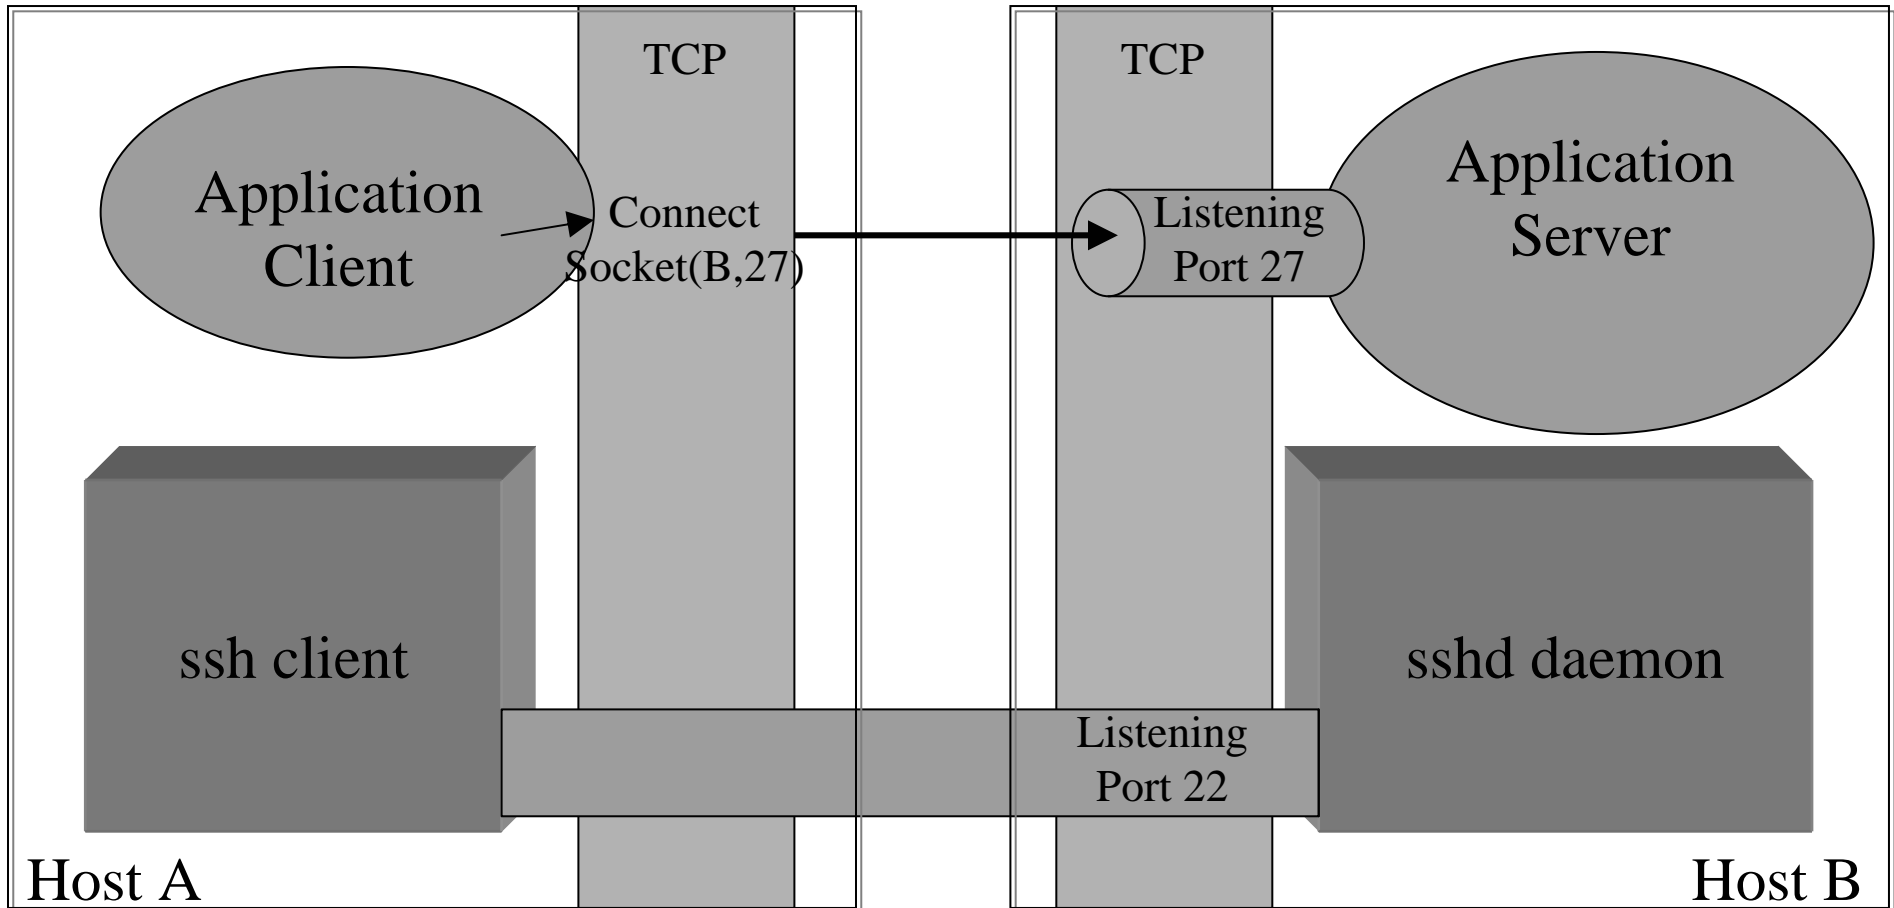 TCP
TCP
Application
Client
Connect
Socket(B,27)
Listening
Port 27
Application
Server
ssh client
sshd daemon
Listening
Port 22
Host A
Host B